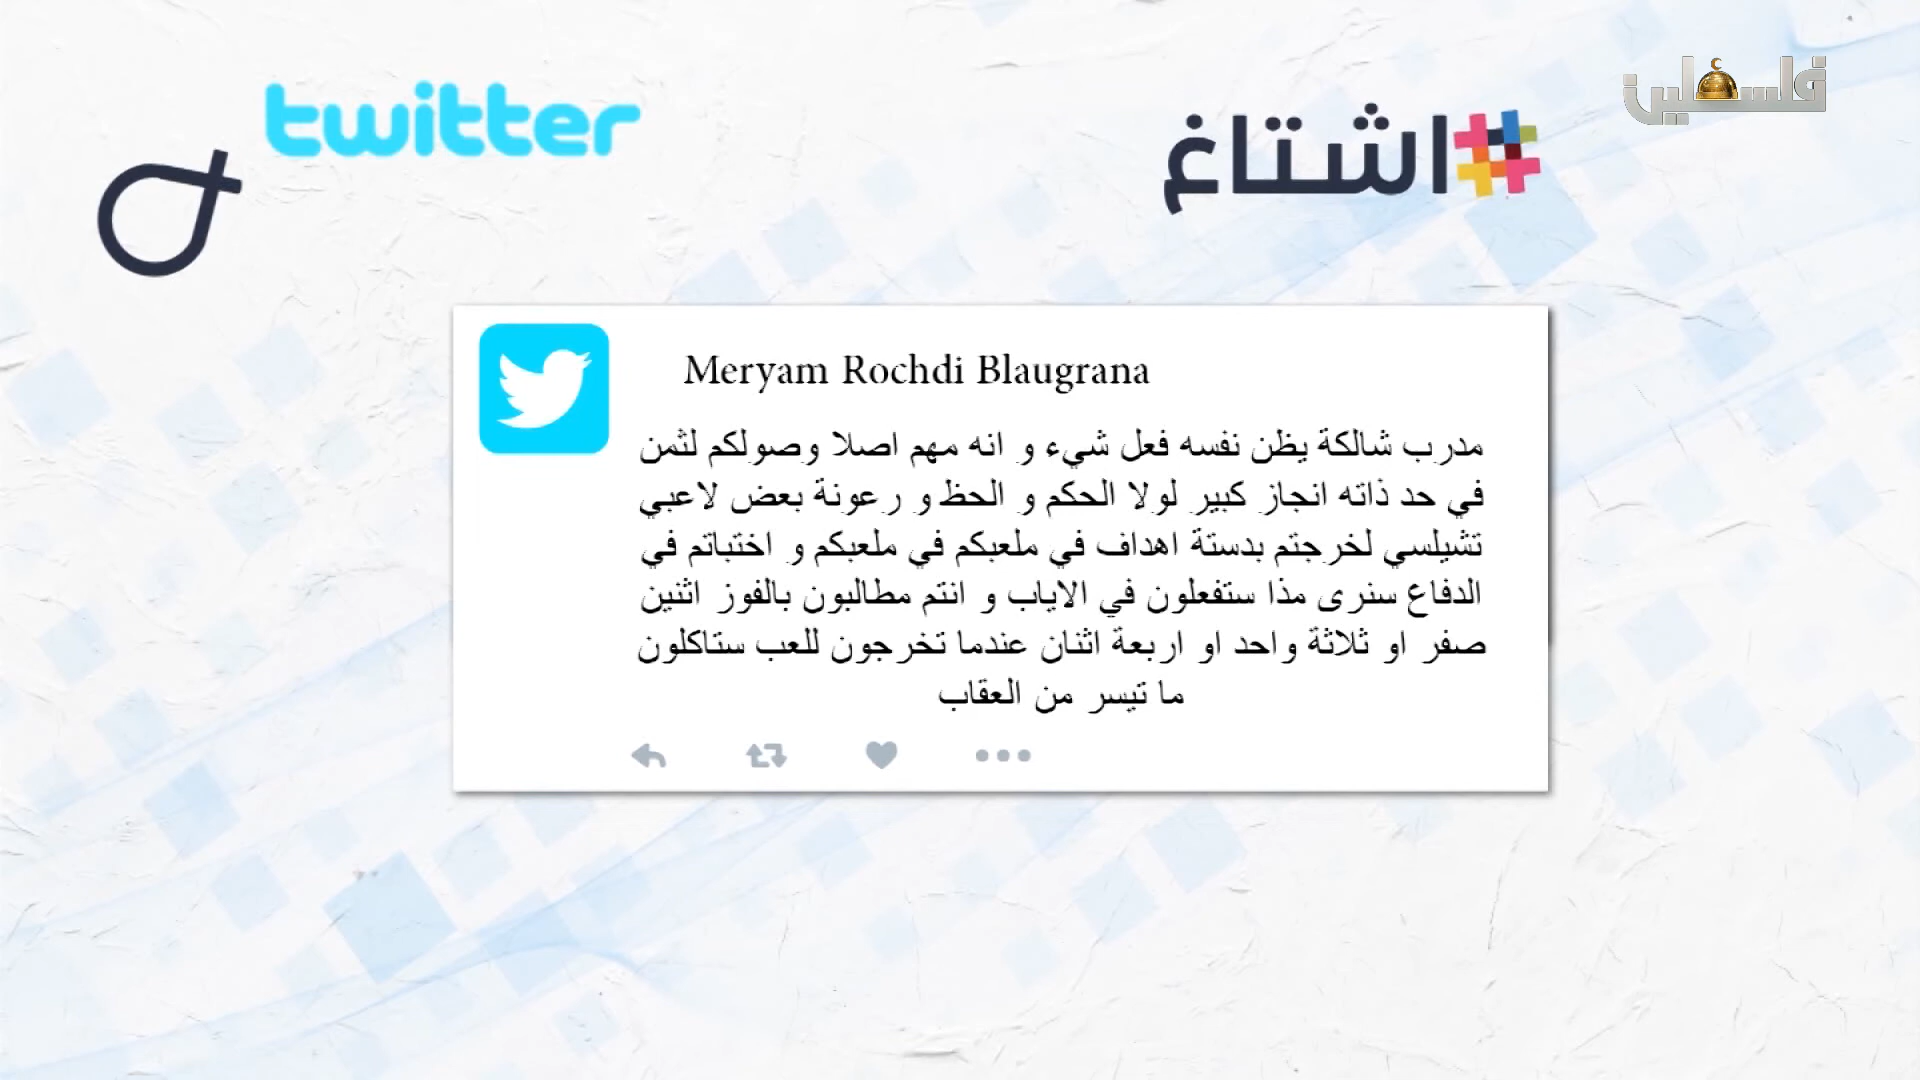 twitter
#اشتاغ
فلسطين
Meryam Rochdi Blaugrana
مدرب شالكة يظن نفسه فعل شيء و انه مهم اصلا وصولكم لثمن
في حد ذاته انجاز كبير لولا الحكم و الحظ و رعونة بعض لاعبي
تشيلسي لخرجتم بدستة اهداف في ملعبكم في ملعبكم و اختباتم في
الدفاع سنرى مذا ستفعلون في الاياب و انتم مطالبون بالفوز اثنين
صفر او ثلاثة واحد او اربعة اثنان عندما تخرجون للعب ستاكلون
ما تيسر من العقاب